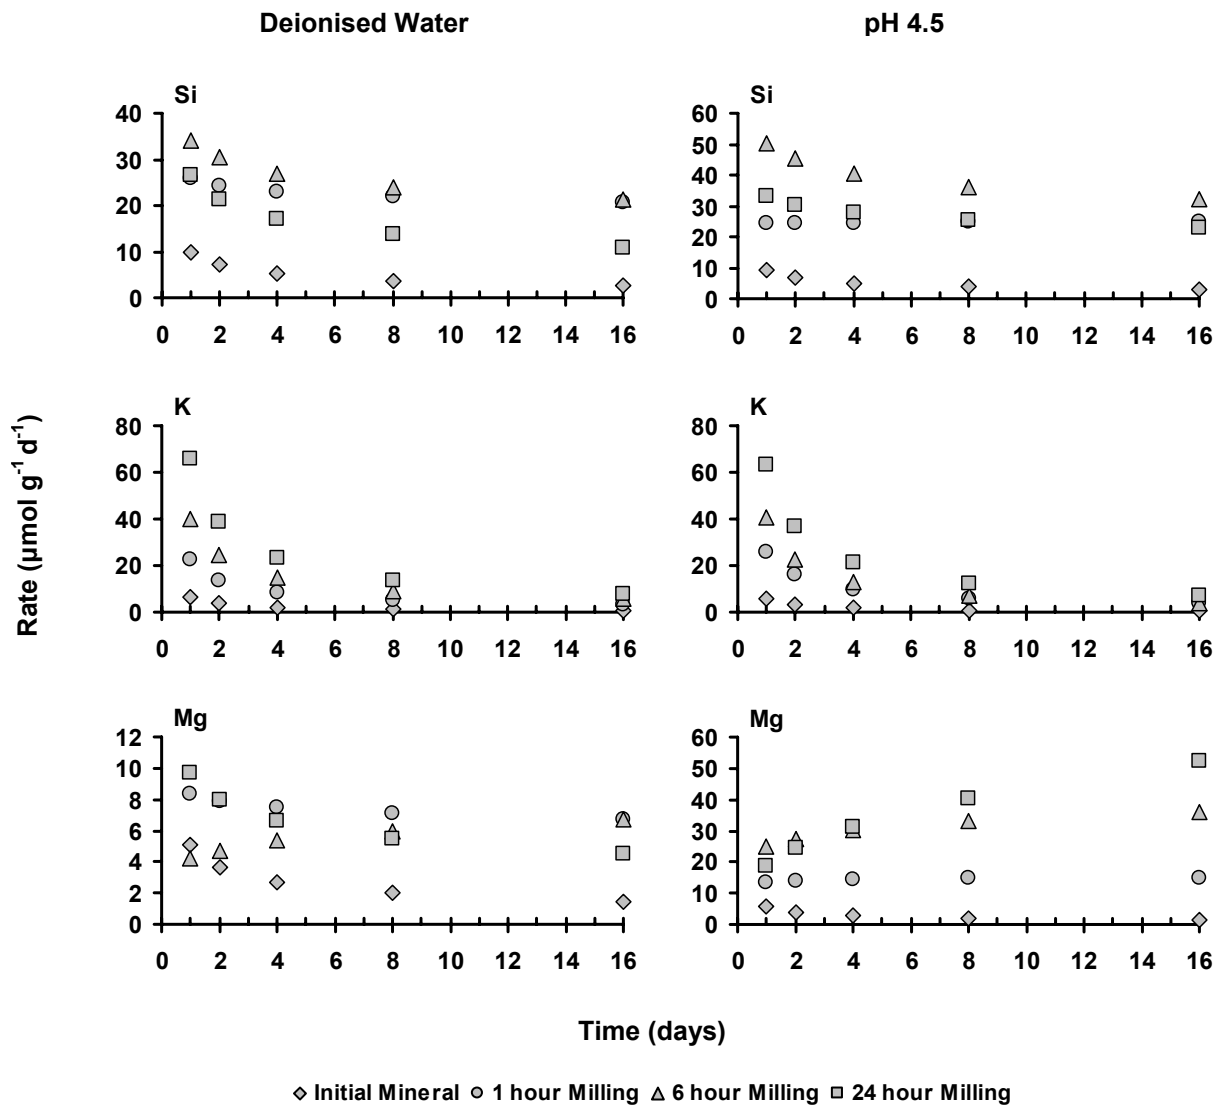 Deionised Water
pH 4.5
Si
40
30
20
10
0
0 2 4 6 8 10 12 14 16
Si
60
50
40
30
20
10
0
0 2 4 6 8 10 12 14 16
K
80
60
40
20
0
0 2 4 6 8 10 12 14 16
K
80
60
40
20
0
0 2 4 6 8 10 12 14 16
Mg
12
10
8
6
4
2
0
0 2 4 6 8 10 12 14 16
Mg
60
50
40
30
20
10
0
0 2 4 6 8 10 12 14 16
Rate (µmol g⁻¹ d⁻¹)
Time (days)
Initial Mineral 1 hour Milling 6 hour Milling 24 hour Milling